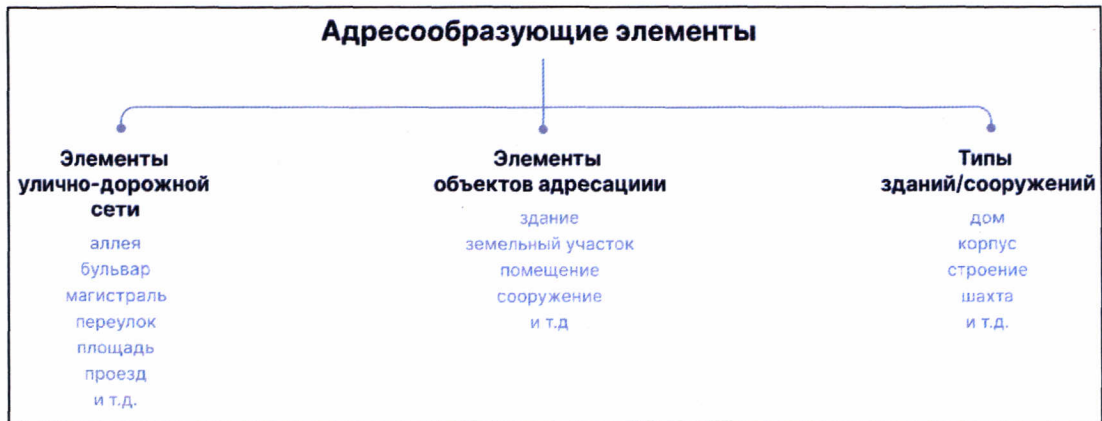 Адресообразующие элементы
Элементы
улично-дорожной
сети
аллея
бульвар
магистраль
переулок
площадь
проезд
и т.д.
Элементы
объектов адресациии
здание
земельный участок
помещение
сооружение
и т.д
Типы
зданий/сооружений
дом
корпус
строение
шахта
и т.д.